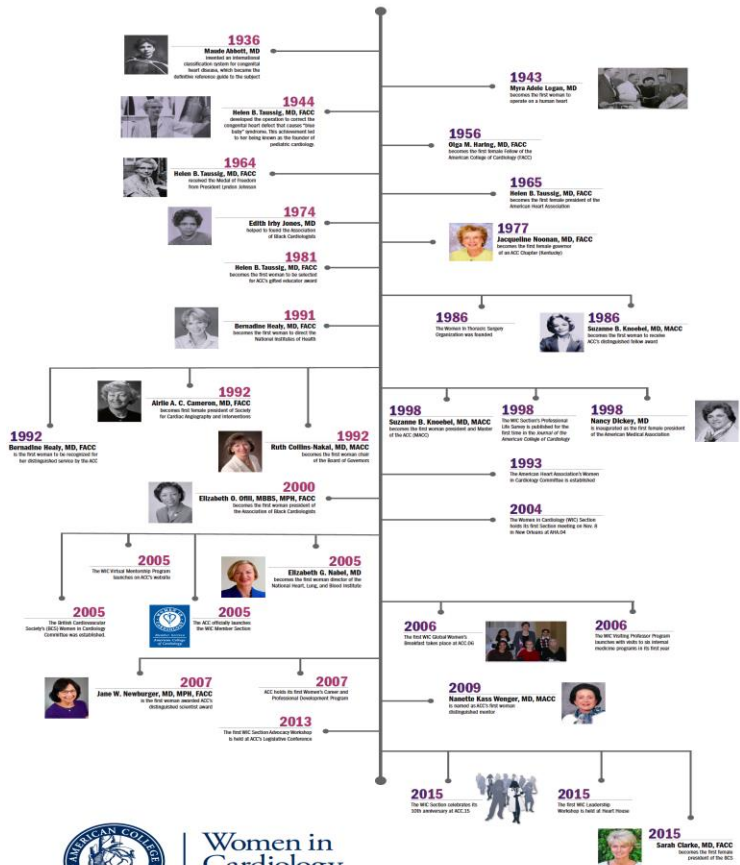 1936
Maude Abbott, MD
invented an international
classification system for congenital
heart disease, which became the
definitive reference guide to the subject
1943
Myra Adele Logan, MD
becomes the first woman to
operate on a human heart
1944
Helen B. Taussig, MD, FACC
developed the operation to correct the
congenital heart defect that causes "blue
baby" syndrome. This achievement led
to her being known as the founder of
pediatric cardiology
1956
Olga M. Haring, MD, FACC
becomes the first female Fellow of the
American College of Cardiology (FACC)
1964
Helen B. Taussig, MD, FACC
received the Medal of Freedom
from President Lyndon Johnson
1965
Helen B. Taussig, MD, FACC
becomes the first female president of the
American Heart Association
1974
Edith Irby Jones, MD
helped to found the Association
of Black Cardiologists
1977
Jacqueline Noonan, MD, FACC
becomes the first female governor
of an ACC Chapter (Kentucky)
1981
Helen B. Taussig, MD, FACC
becomes the first woman to be selected
for ACC's gifted educator award
1991
Bernadine Healy, MD, FACC
becomes the first woman to direct the
National Institutes of Health
1986
The Women in Thoracic Surgery
Organization was founded
1986
Suzanne B. Knoebel, MD, MACC
becomes the first woman to receive
ACC's distinguished fellow award
1992
Airlie A. C. Cameron, MD, FACC
becomes first female president of Society
for Cardiac Angiography and Interventions
1992
Bernadine Healy, MD, FACC
is the first woman to be recognized for
her distinguished service by the ACC
1992
Ruth Collins-Nakai, MD, MACC
becomes the first woman chair
of the Board of Governors
1998
Suzanne B. Knoebel, MD, MACC
becomes the first woman president and Master
of the ACC (MACC)
1998
The WIC Section's Professional
Life Survey is published for the
first time in the Journal of the
American College of Cardiology
1998
Nancy Dickey, MD
is inaugurated as the first female president
of the American Medical Association
1993
The American Heart Association's Women
in Cardiology Committee is established
2000
Elizabeth O. Ofili, MBBS, MPH, FACC
becomes the first woman president of
the Association of Black Cardiologists
2004
The Women in Cardiology (WIC) Section
holds its first Section meeting on Nov. 8
in New Orleans at AHA.04
2005
The WIC Virtual Mentorship Program
launches on ACC's website
2005
Elizabeth G. Nabel, MD
becomes the first woman director of the
National Heart, Lung, and Blood Institute
2005
The British Cardiovascular
Society's (BCS) Women in Cardiology
Committee was established.
WOMEN IN
CARDIOLOGY
Member Section
American College
of Cardiology
2005
The ACC officially launches
the WIC Member Section
2006
The first WIC Global Women's
Breakfast takes place at ACC.06
2006
The WIC Visiting Professor Program
launches with visits to six internal
medicine programs in its first year
2007
Jane W. Newburger, MD, MPH, FACC
is the first woman awarded ACC's
distinguished scientist award
2007
ACC holds its first Women's Career and
Professional Development Program
2009
Nanette Kass Wenger, MD, MACC
is named as ACC's first woman
distinguished mentor
2013
The first WIC Section Advocacy Workshop
is held at ACC's Legislative Conference
2015
The WIC Section celebrates its
10th anniversary at ACC.15
2015
The first WIC Leadership
Workshop is held at Heart House
2015
Sarah Clarke, MD, FACC
becomes the first female
president of the BCS
AMERICAN COLLEGE
Women in
Cardiology